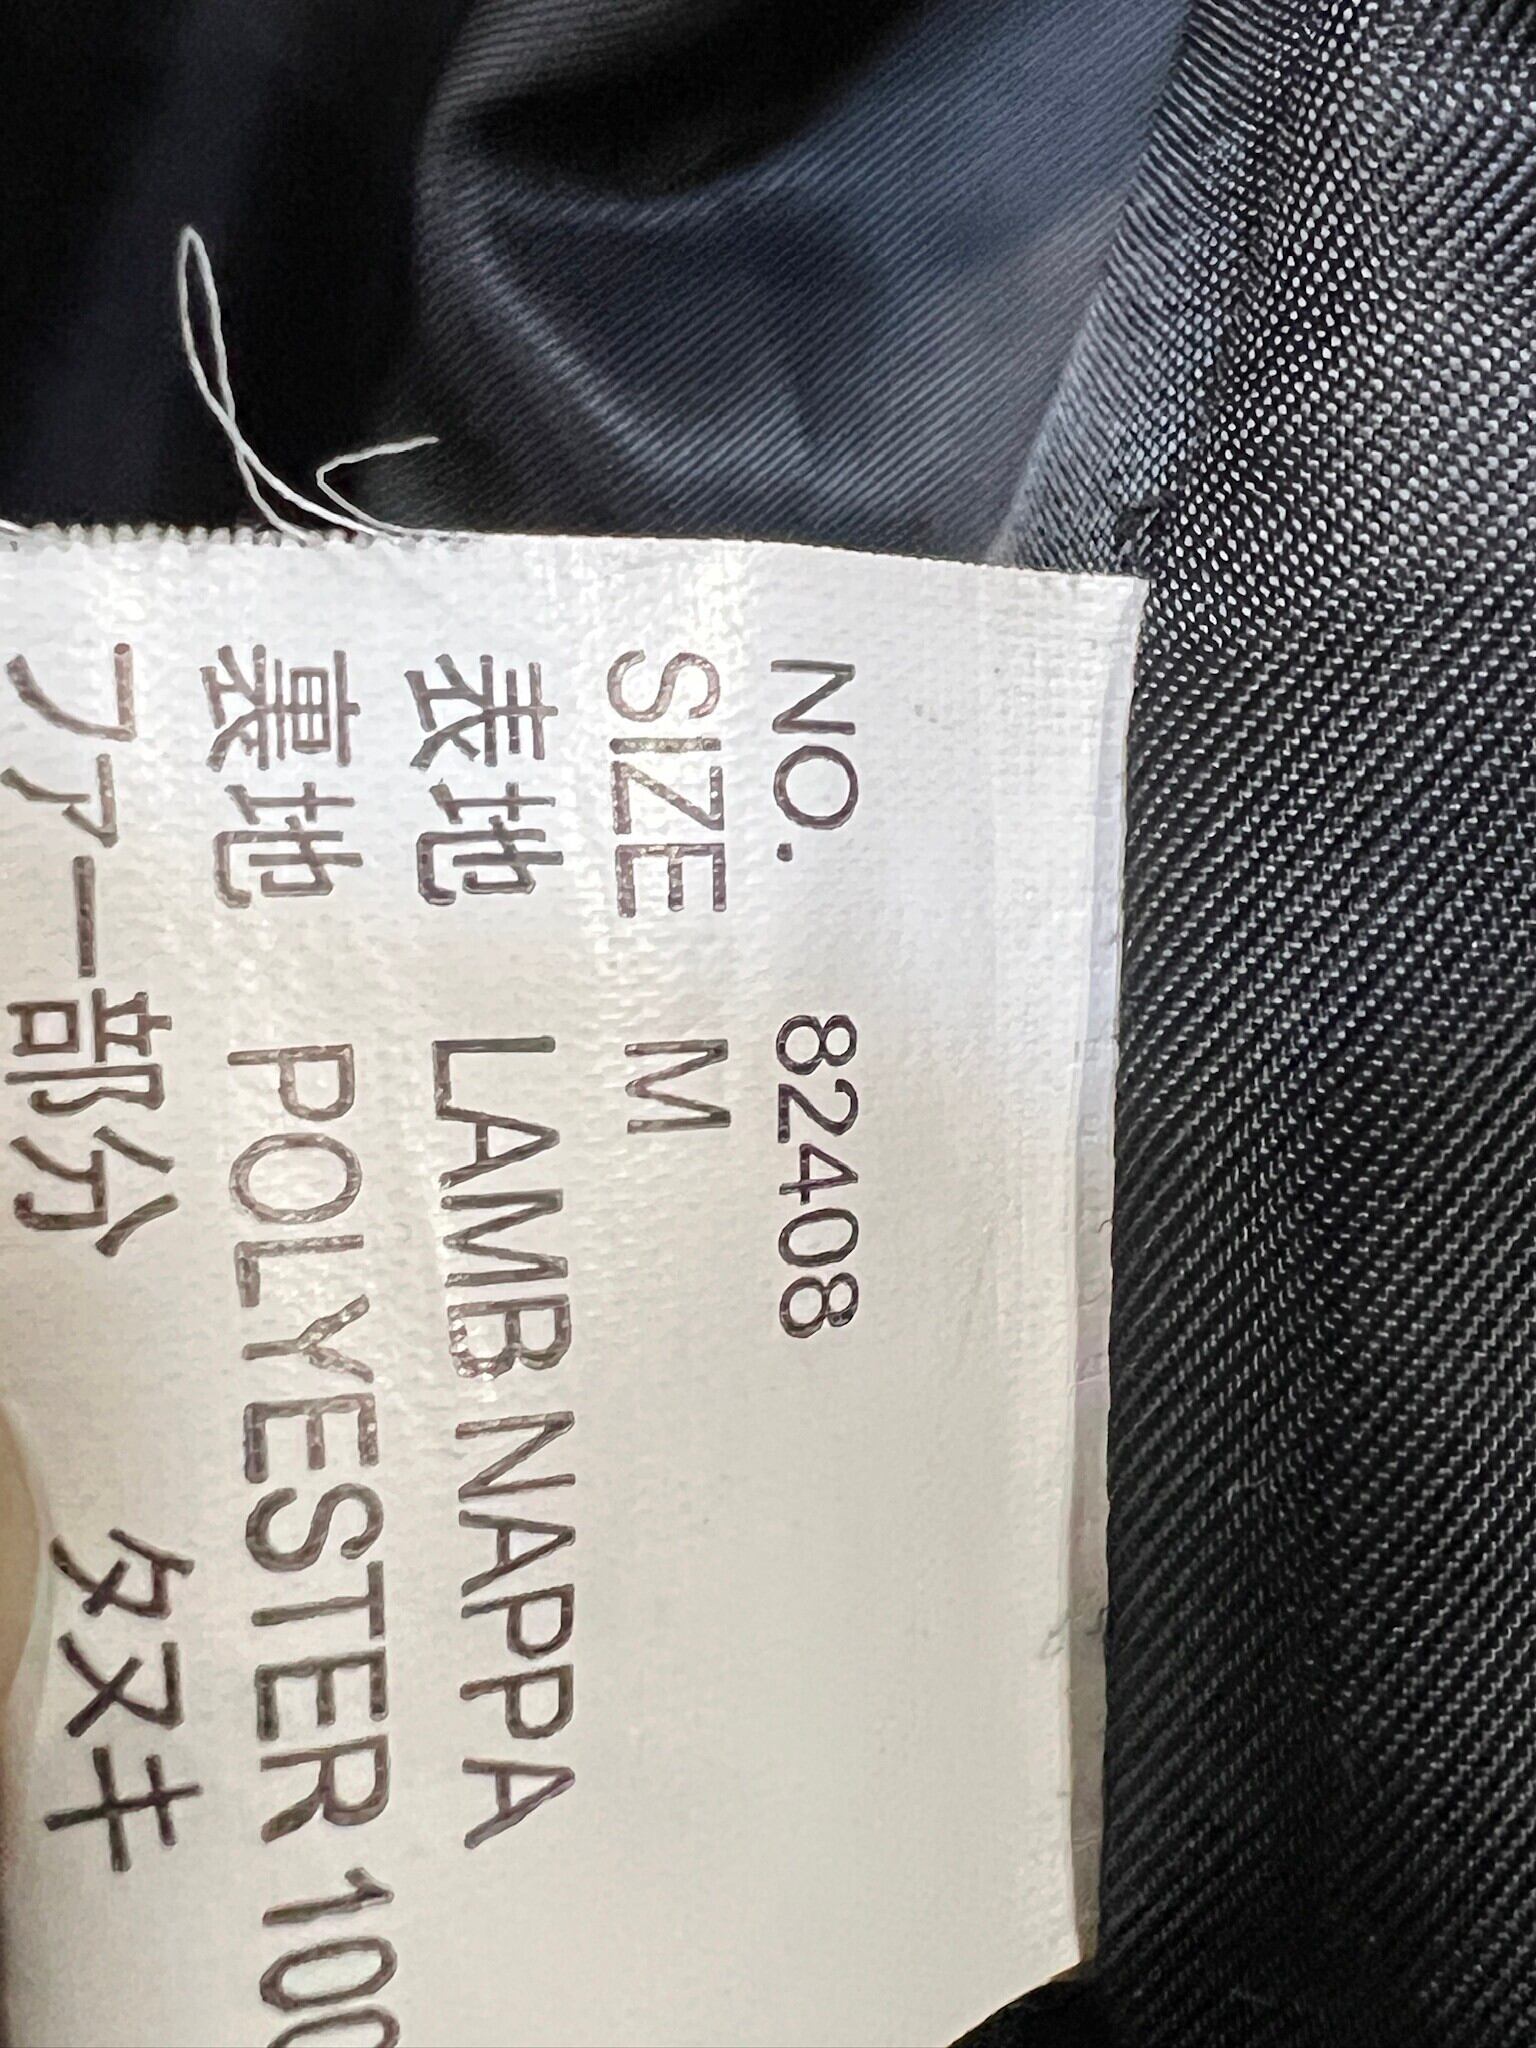 NO. 82408
SIZE M
表地 LAMB NAPPA
裏地 POLYESTER 100
ファー部分 タヌキ